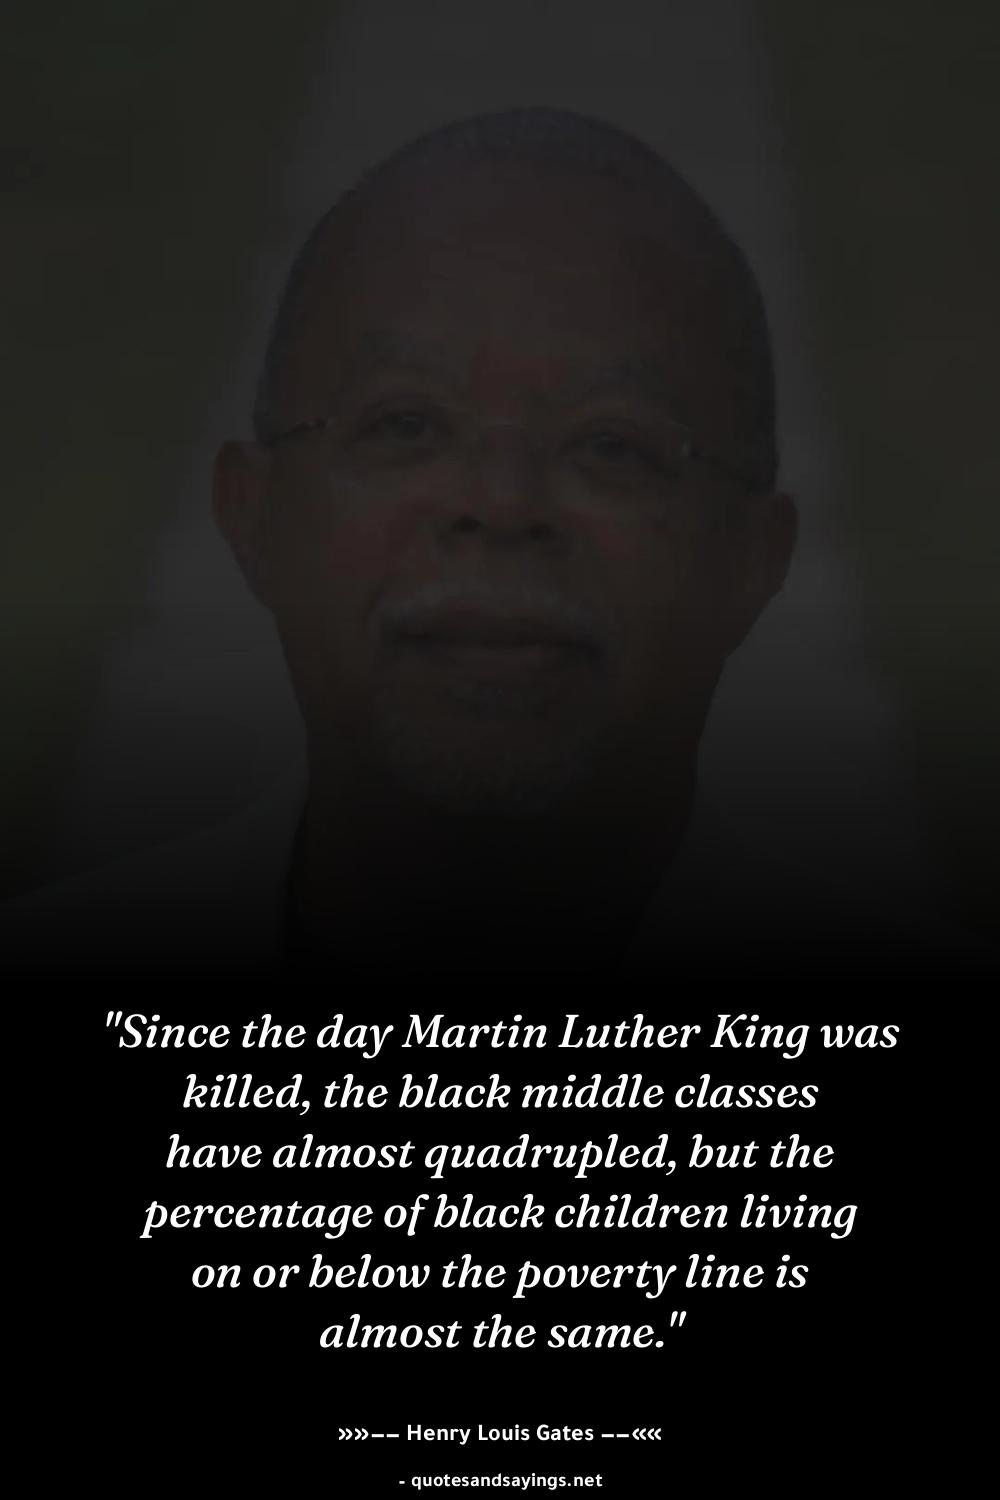 "Since the day Martin Luther King was
killed, the black middle classes
have almost quadrupled, but the
percentage of black children living
on or below the poverty line is
almost the same."
»»−− Henry Louis Gates −−««
- quotesandsayings.net